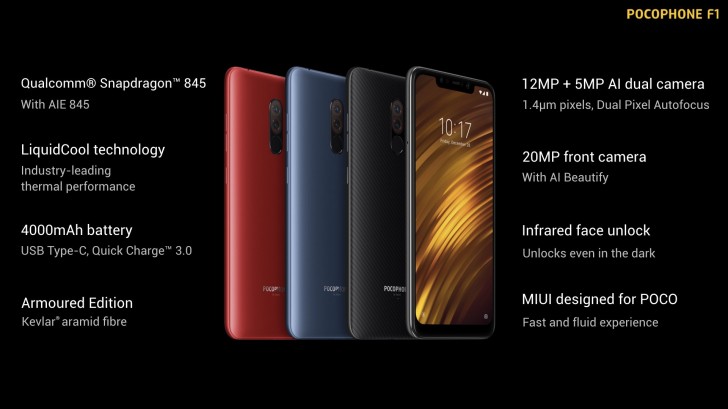 POCOPHONE F1
Qualcomm® Snapdragon™ 845
With AIE 845
LiquidCool technology
Industry-leading
thermal performance
4000mAh battery
USB Type-C, Quick Charge™ 3.0
Armoured Edition
Kevlar® aramid fibre
POCOP
POCOP
POCOPHONE
10:17
12MP + 5MP AI dual camera
1.4μm pixels, Dual Pixel Autofocus
20MP front camera
With AI Beautify
Infrared face unlock
Unlocks even in the dark
MIUI designed for POCO
Fast and fluid experience